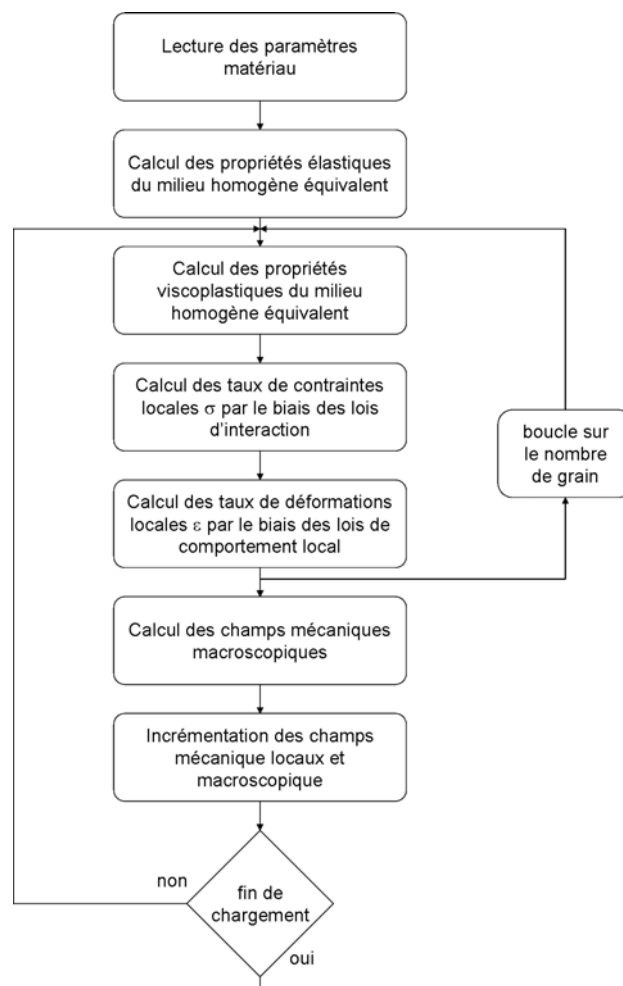 Lecture des paramètres
matériau
Calcul des propriétés élastiques
du milieu homogène équivalent
Calcul des propriétés
viscoplastiques du milieu
homogène équivalent
Calcul des taux de contraintes
locales σ par le biais des lois
d'interaction
boucle sur
le nombre
de grain
Calcul des taux de déformations
locales ε par le biais des lois de
comportement local
Calcul des champs mécaniques
macroscopiques
Incrémentation des champs
mécanique locaux et
macroscopique
non
fin de
chargement
oui